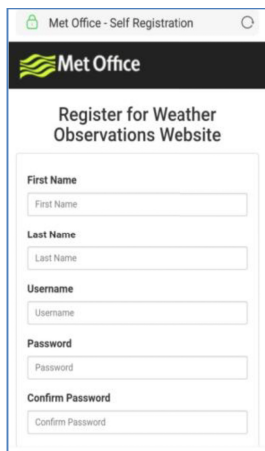 Met Office - Self Registration
Met Office
Register for Weather
Observations Website
First Name
First Name
Last Name
Last Name
Username
Username
Password
Password
Confirm Password
Confirm Password